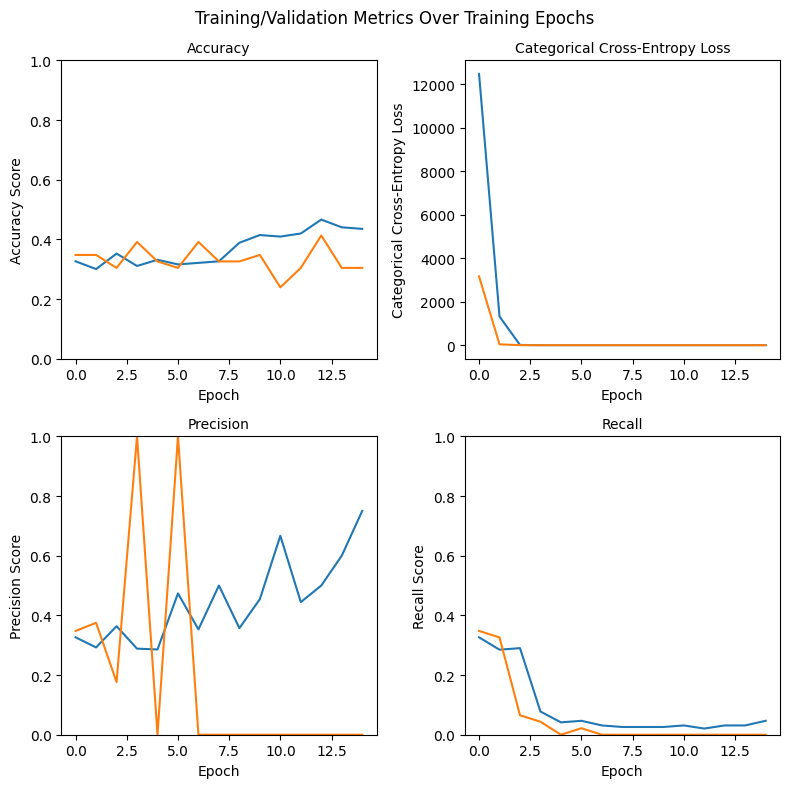 Training/Validation Metrics Over Training Epochs
Accuracy
Accuracy Score
1.0
0.8
0.6
0.4
0.2
0.0
0.0 2.5 5.0 7.5 10.0 12.5
Epoch
Categorical Cross-Entropy Loss
Categorical Cross-Entropy Loss
12000
10000
8000
6000
4000
2000
0
0.0 2.5 5.0 7.5 10.0 12.5
Epoch
Precision
Precision Score
1.0
0.8
0.6
0.4
0.2
0.0
0.0 2.5 5.0 7.5 10.0 12.5
Epoch
Recall
Recall Score
1.0
0.8
0.6
0.4
0.2
0.0
0.0 2.5 5.0 7.5 10.0 12.5
Epoch